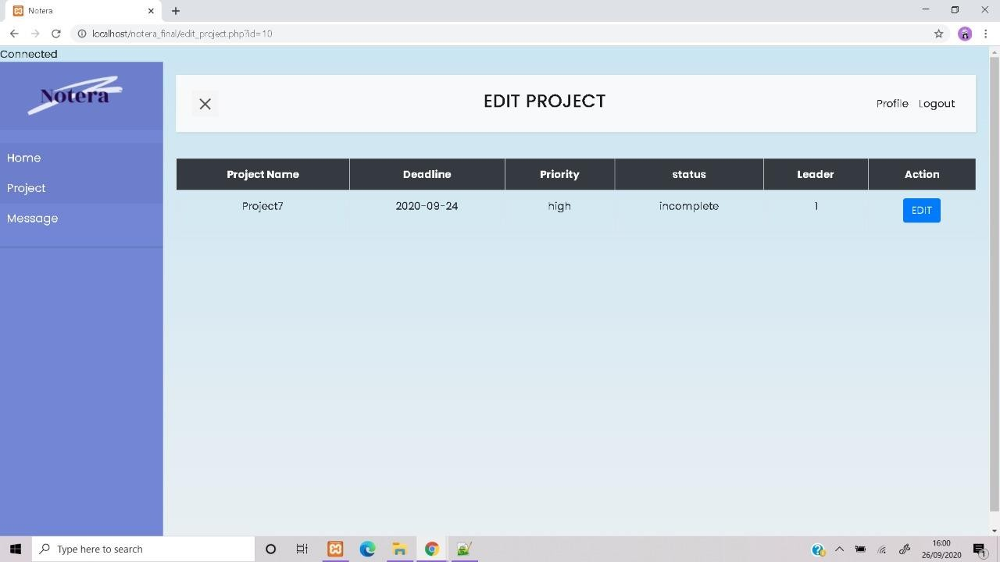 Notera
localhost/notera_final/edit_project.php?id=10
Connected
Notera
EDIT PROJECT
Profile Logout
Home
Project
Message
Project Name Deadline Priority status Leader Action
Project7 2020-09-24 high incomplete 1 EDIT
Type here to search
16:00
26/09/2020
1